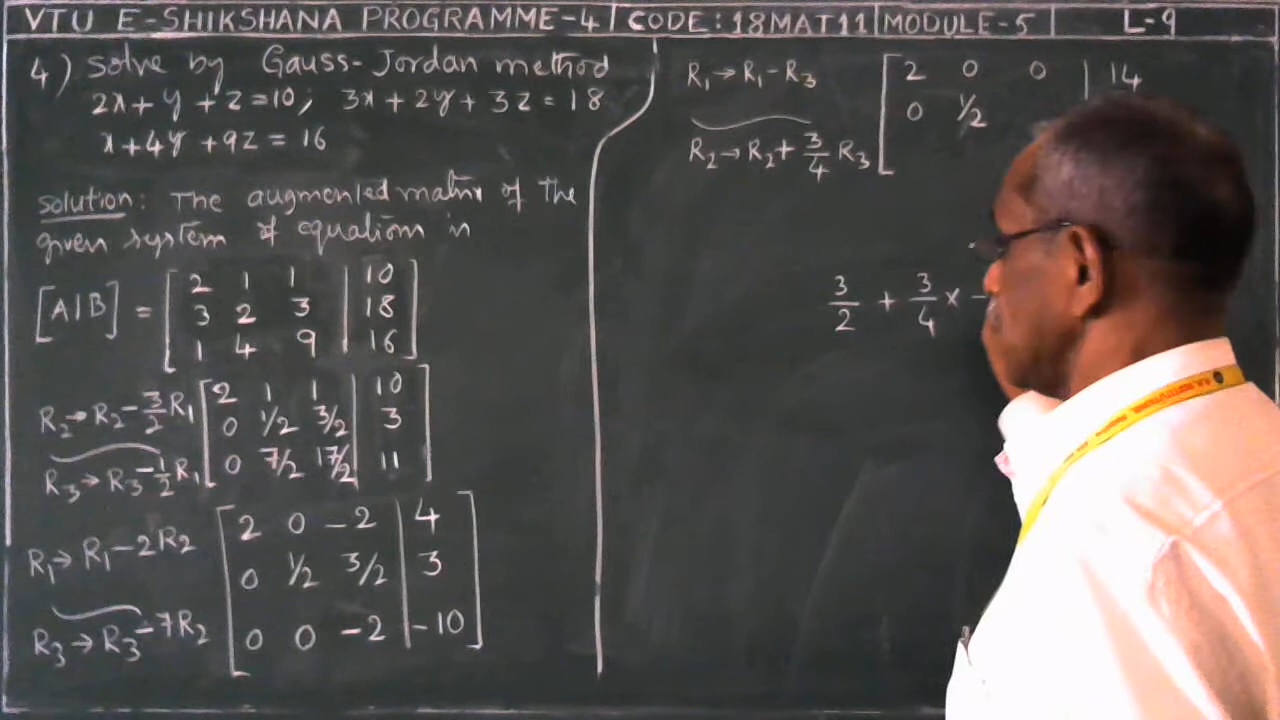 VTU E-SHIKSHANA PROGRAMME-4 | CODE: 18MAT11 | MODULE-5 | L-9
4) Solve by Gauss-Jordan method
2x + y + z = 10; 3x + 2y + 3z = 18
x + 4y + 9z = 16
Solution: The augmented matrix of the
given system of equation is
[A|B] = [2 1 1 | 10
3 2 3 | 18
1 4 9 | 16]
R2 → R2 - 3/2 R1
R3 → R3 - 1/2 R1
[2 1 1 | 10
0 1/2 3/2 | 3
0 7/2 17/2 | 11]
R1 → R1 - 2R2
R3 → R3 - 7R2
[2 0 -2 | 4
0 1/2 3/2 | 3
0 0 -2 | -10]
R1 → R1 - R3
R2 → R2 + 3/4 R3
[2 0 0 | 14
0 1/2
3/2 + 3/4 × -